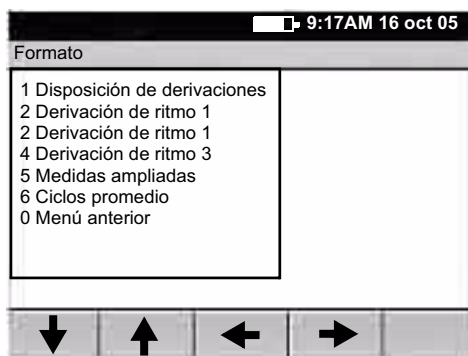 9:17AM 16 oct 05
Formato
1 Disposición de derivaciones
2 Derivación de ritmo 1
2 Derivación de ritmo 1
4 Derivación de ritmo 3
5 Medidas ampliadas
6 Ciclos promedio
0 Menú anterior